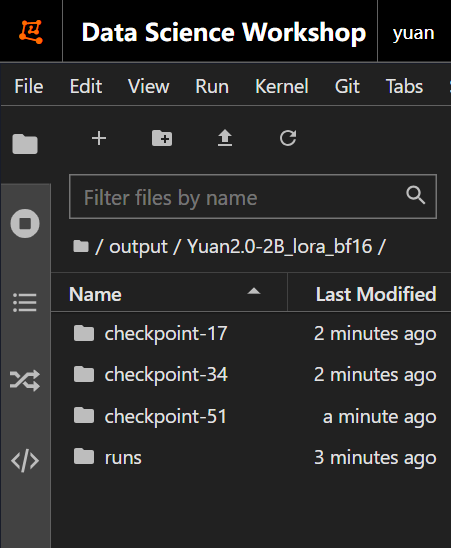 Data Science Workshop yuan
File Edit View Run Kernel Git Tabs
Filter files by name
/ output / Yuan2.0-2B_lora_bf16 /
Name Last Modified
checkpoint-17 2 minutes ago
checkpoint-34 2 minutes ago
checkpoint-51 a minute ago
runs 3 minutes ago